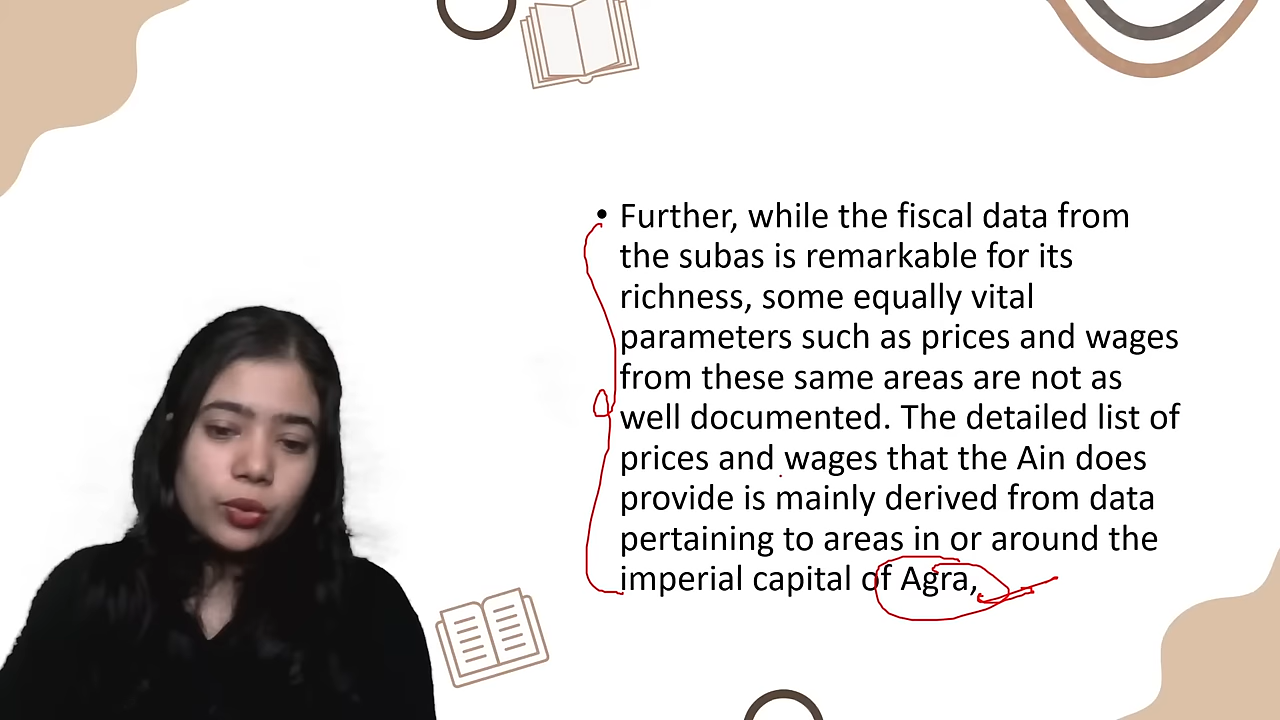 • Further, while the fiscal data from
the subas is remarkable for its
richness, some equally vital
parameters such as prices and wages
from these same areas are not as
well documented. The detailed list of
prices and wages that the Ain does
provide is mainly derived from data
pertaining to areas in or around the
imperial capital of Agra,